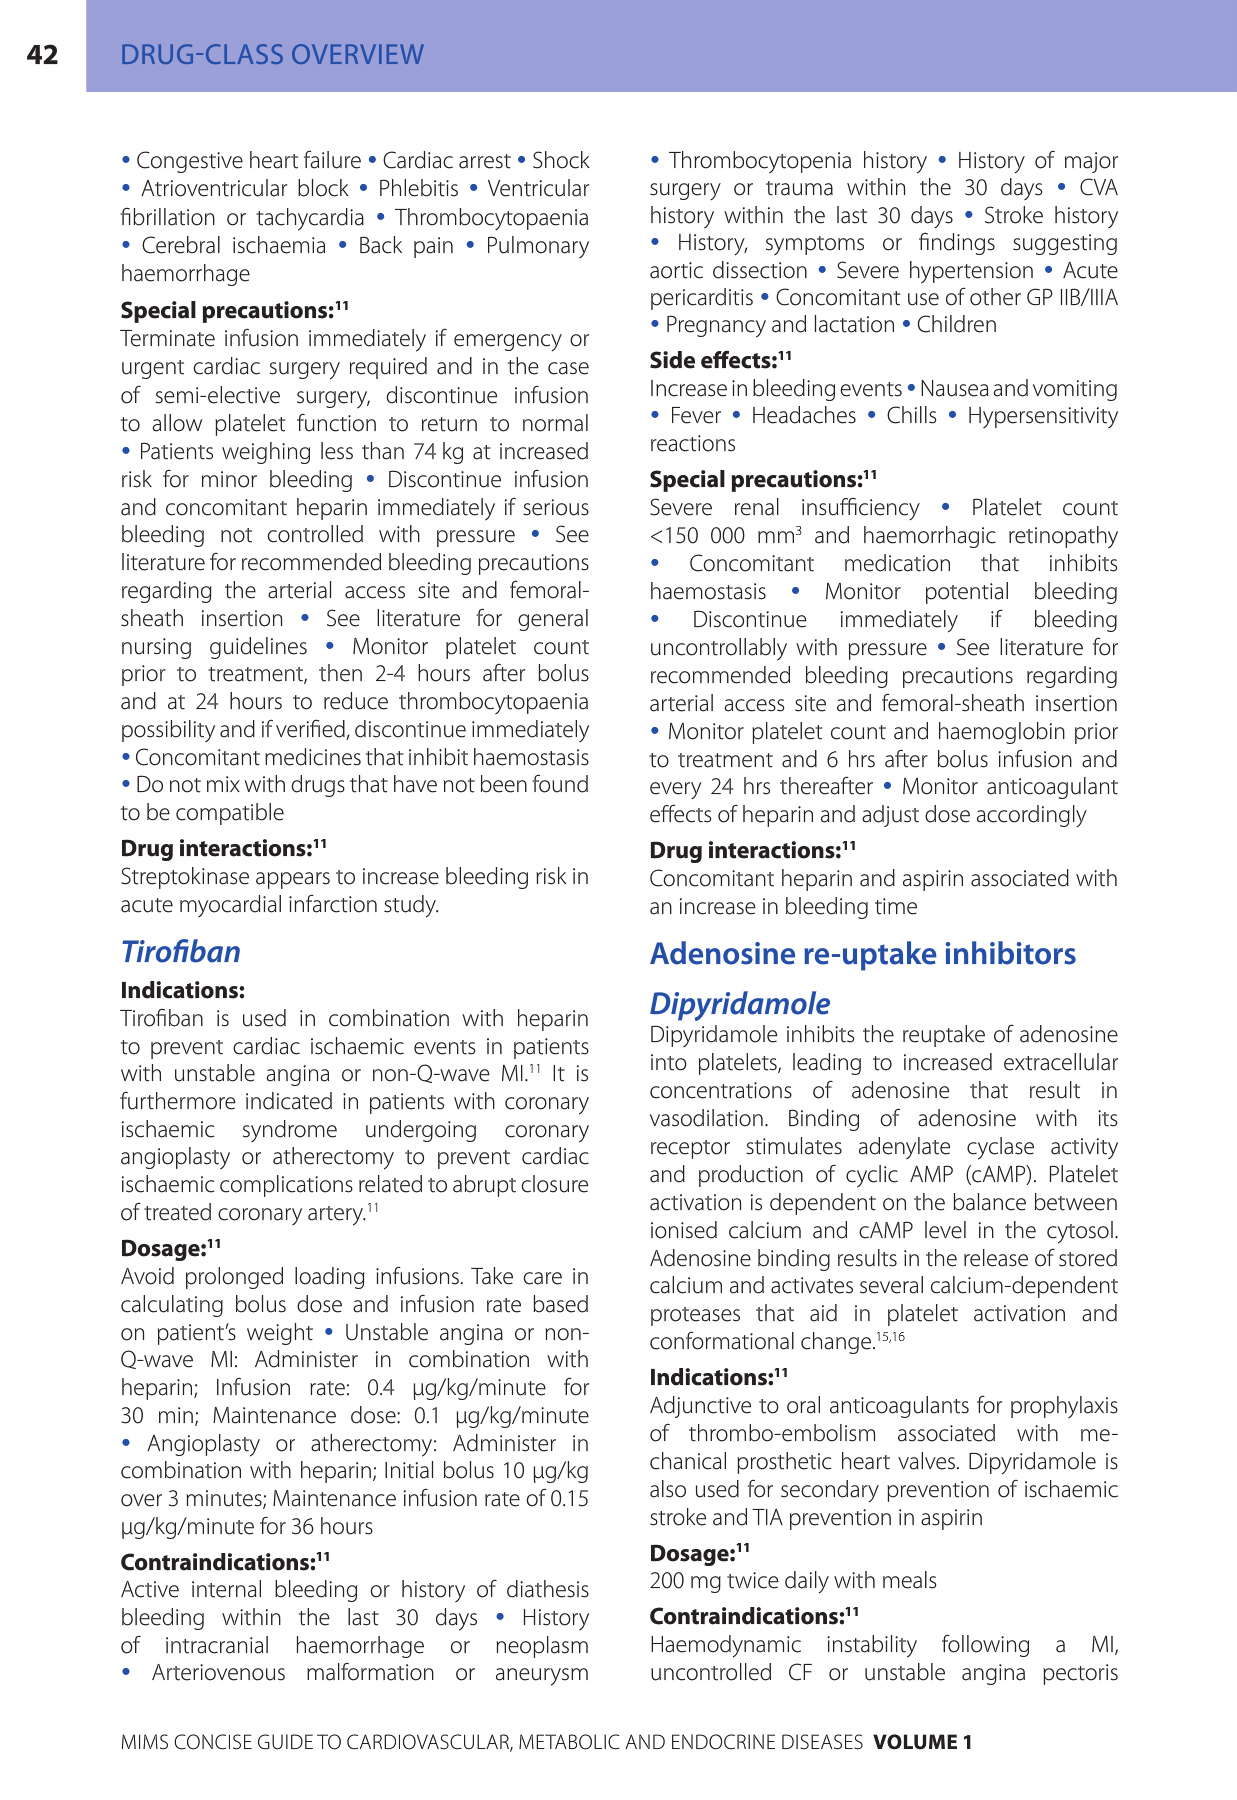 42
DRUG-CLASS OVERVIEW
• Congestive heart failure • Cardiac arrest • Shock
• Atrioventricular block • Phlebitis • Ventricular
fibrillation or tachycardia • Thrombocytopaenia
• Cerebral ischaemia • Back pain • Pulmonary
haemorrhage
Special precautions:¹¹
Terminate infusion immediately if emergency or
urgent cardiac surgery required and in the case
of semi-elective surgery, discontinue infusion
to allow platelet function to return to normal
• Patients weighing less than 74 kg at increased
risk for minor bleeding • Discontinue infusion
and concomitant heparin immediately if serious
bleeding not controlled with pressure • See
literature for recommended bleeding precautions
regarding the arterial access site and femoral-
sheath insertion • See literature for general
nursing guidelines • Monitor platelet count
prior to treatment, then 2-4 hours after bolus
and at 24 hours to reduce thrombocytopaenia
possibility and if verified, discontinue immediately
• Concomitant medicines that inhibit haemostasis
• Do not mix with drugs that have not been found
to be compatible
Drug interactions:¹¹
Streptokinase appears to increase bleeding risk in
acute myocardial infarction study.
Tirofiban
Indications:
Tirofiban is used in combination with heparin
to prevent cardiac ischaemic events in patients
with unstable angina or non-Q-wave MI.¹¹ It is
furthermore indicated in patients with coronary
ischaemic syndrome undergoing coronary
angioplasty or atherectomy to prevent cardiac
ischaemic complications related to abrupt closure
of treated coronary artery.¹¹
Dosage:¹¹
Avoid prolonged loading infusions. Take care in
calculating bolus dose and infusion rate based
on patient’s weight • Unstable angina or non-
Q-wave MI: Administer in combination with
heparin; Infusion rate: 0.4 µg/kg/minute for
30 min; Maintenance dose: 0.1 µg/kg/minute
• Angioplasty or atherectomy: Administer in
combination with heparin; Initial bolus 10 µg/kg
over 3 minutes; Maintenance infusion rate of 0.15
µg/kg/minute for 36 hours
Contraindications:¹¹
Active internal bleeding or history of diathesis
bleeding within the last 30 days • History
of intracranial haemorrhage or neoplasm
• Arteriovenous malformation or aneurysm
• Thrombocytopenia history • History of major
surgery or trauma within the 30 days • CVA
history within the last 30 days • Stroke history
• History, symptoms or findings suggesting
aortic dissection • Severe hypertension • Acute
pericarditis • Concomitant use of other GP IIB/IIIA
• Pregnancy and lactation • Children
Side effects:¹¹
Increase in bleeding events • Nausea and vomiting
• Fever • Headaches • Chills • Hypersensitivity
reactions
Special precautions:¹¹
Severe renal insufficiency • Platelet count
<150 000 mm³ and haemorrhagic retinopathy
• Concomitant medication that inhibits
haemostasis • Monitor potential bleeding
• Discontinue immediately if bleeding
uncontrollably with pressure • See literature for
recommended bleeding precautions regarding
arterial access site and femoral-sheath insertion
• Monitor platelet count and haemoglobin prior
to treatment and 6 hrs after bolus infusion and
every 24 hrs thereafter • Monitor anticoagulant
effects of heparin and adjust dose accordingly
Drug interactions:¹¹
Concomitant heparin and aspirin associated with
an increase in bleeding time
Adenosine re-uptake inhibitors
Dipyridamole
Dipyridamole inhibits the reuptake of adenosine
into platelets, leading to increased extracellular
concentrations of adenosine that result in
vasodilation. Binding of adenosine with its
receptor stimulates adenylate cyclase activity
and production of cyclic AMP (cAMP). Platelet
activation is dependent on the balance between
ionised calcium and cAMP level in the cytosol.
Adenosine binding results in the release of stored
calcium and activates several calcium-dependent
proteases that aid in platelet activation and
conformational change.¹⁵,¹⁶
Indications:¹¹
Adjunctive to oral anticoagulants for prophylaxis
of thrombo-embolism associated with me-
chanical prosthetic heart valves. Dipyridamole is
also used for secondary prevention of ischaemic
stroke and TIA prevention in aspirin
Dosage:¹¹
200 mg twice daily with meals
Contraindications:¹¹
Haemodynamic instability following a MI,
uncontrolled CF or unstable angina pectoris
MIMS CONCISE GUIDE TO CARDIOVASCULAR, METABOLIC AND ENDOCRINE DISEASES VOLUME 1